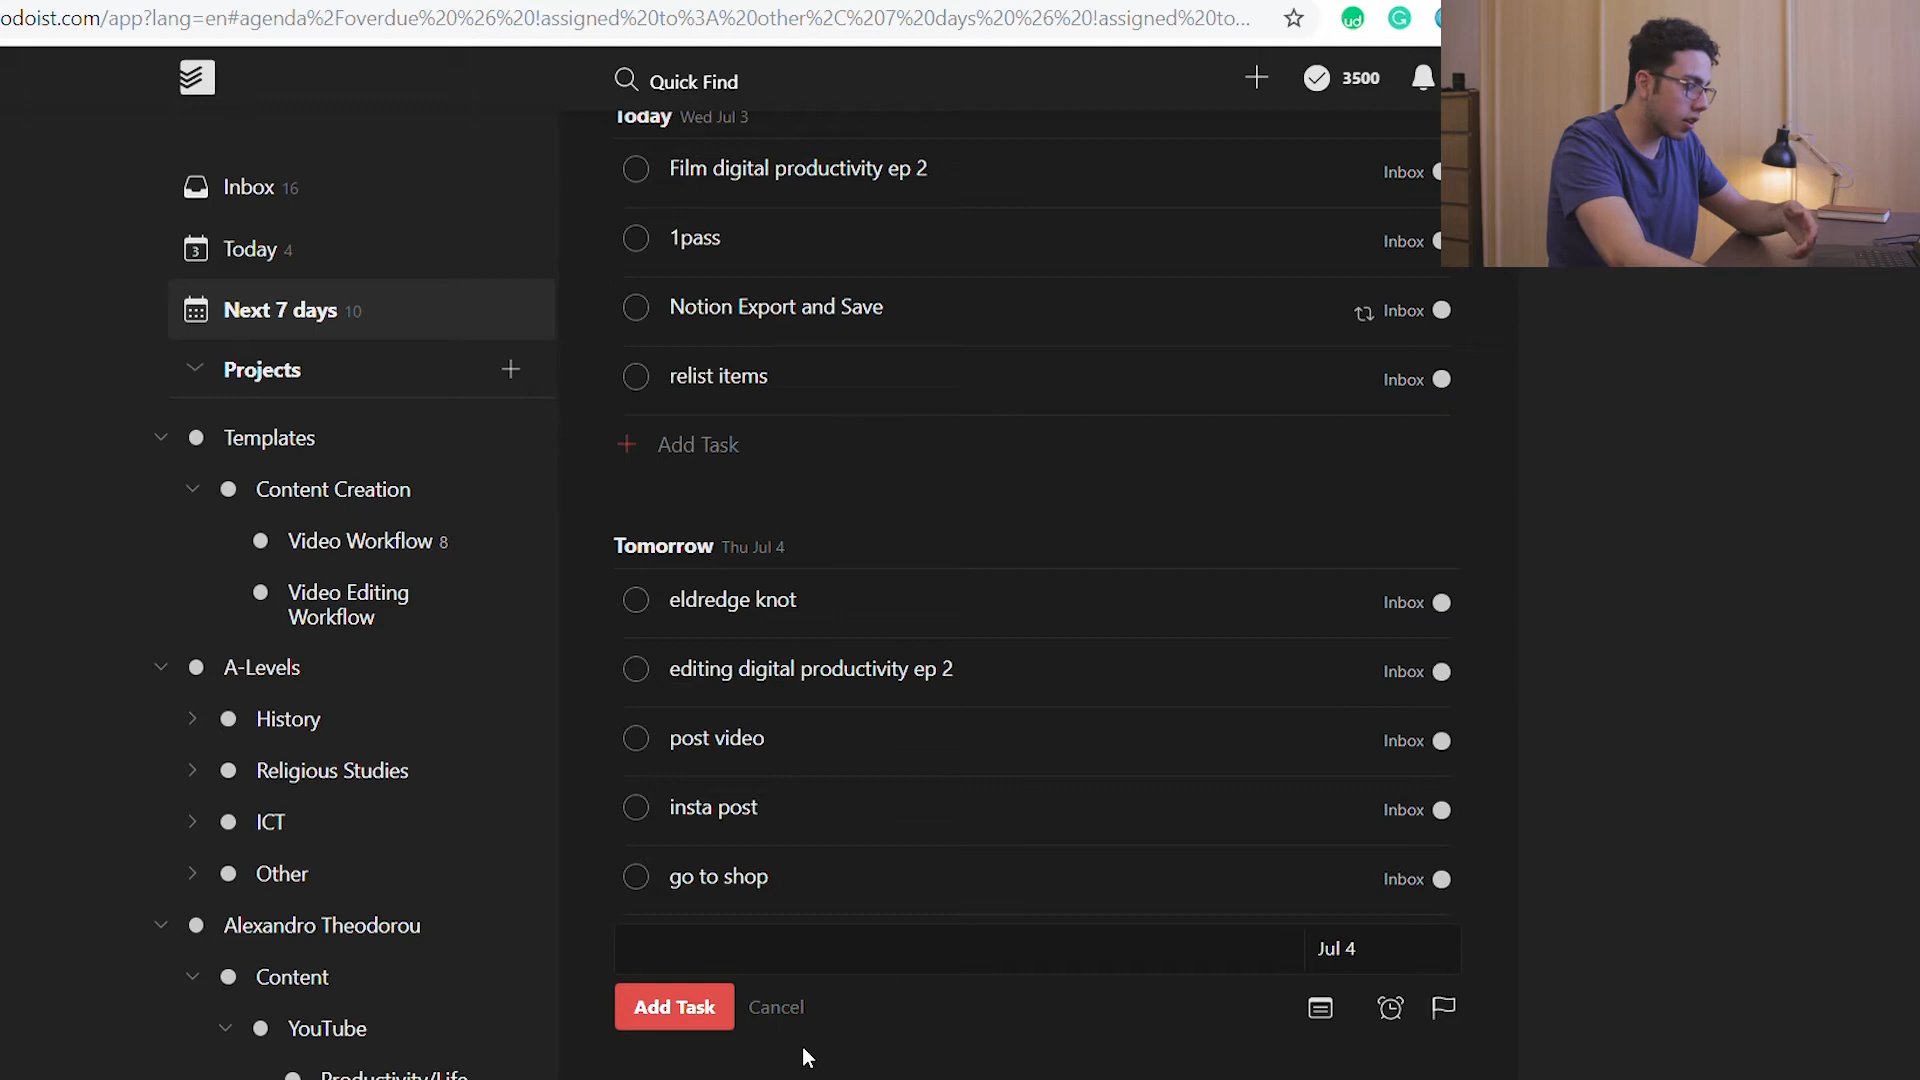 odoist.com/app?lang=en#agenda%2Foverdue%20%26%20!assigned%20to%3A%20other%2C%207%20days%20%26%20!assigned%20to...
ud
G
Quick Find
3500
Inbox 16
3
Today 4
Next 7 days 10
Projects
Templates
Content Creation
Video Workflow 8
Video Editing
Workflow
A-Levels
History
Religious Studies
ICT
Other
Alexandro Theodorou
Content
YouTube
Productivity/Life
Today Wed Jul 3
Film digital productivity ep 2 Inbox
1pass Inbox
Notion Export and Save Inbox
relist items Inbox
Add Task
Tomorrow Thu Jul 4
eldredge knot Inbox
editing digital productivity ep 2 Inbox
post video Inbox
insta post Inbox
go to shop Inbox
Jul 4
Add Task Cancel